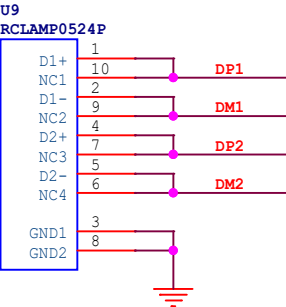 U9
RCLAMP0524P
D1+ 1
NC1 10 DP1
D1- 2
NC2 9 DM1
D2+ 4
NC3 7 DP2
D2- 5
NC4 6 DM2
GND1 3
GND2 8